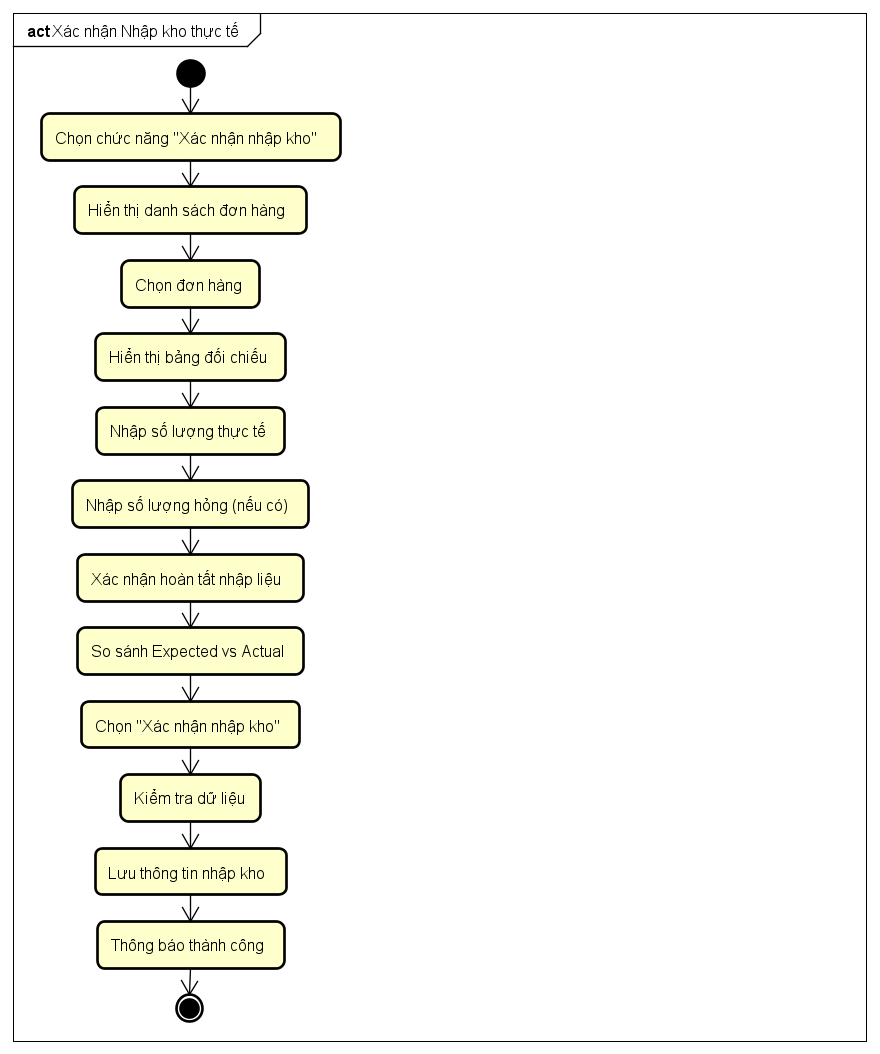 act Xác nhận Nhập kho thực tế
Chọn chức năng "Xác nhận nhập kho"
Hiển thị danh sách đơn hàng
Chọn đơn hàng
Hiển thị bảng đối chiếu
Nhập số lượng thực tế
Nhập số lượng hỏng (nếu có)
Xác nhận hoàn tất nhập liệu
So sánh Expected vs Actual
Chọn "Xác nhận nhập kho"
Kiểm tra dữ liệu
Lưu thông tin nhập kho
Thông báo thành công